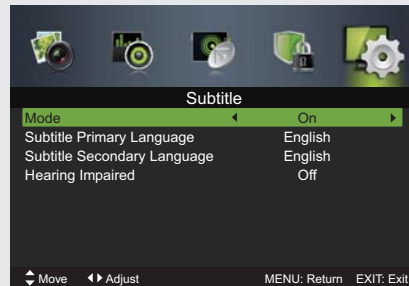 Subtitle
Mode On
Subtitle Primary Language English
Subtitle Secondary Language English
Hearing Impaired Off
Move Adjust MENU: Return EXIT: Exit